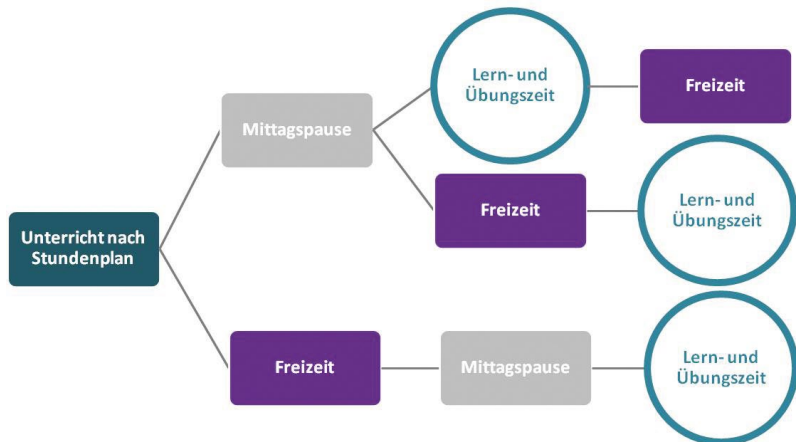 Lern- und
Übungszeit
Freizeit
Mittagspause
Freizeit
Lern- und
Übungszeit
Unterricht nach
Stundenplan
Freizeit
Mittagspause
Lern- und
Übungszeit